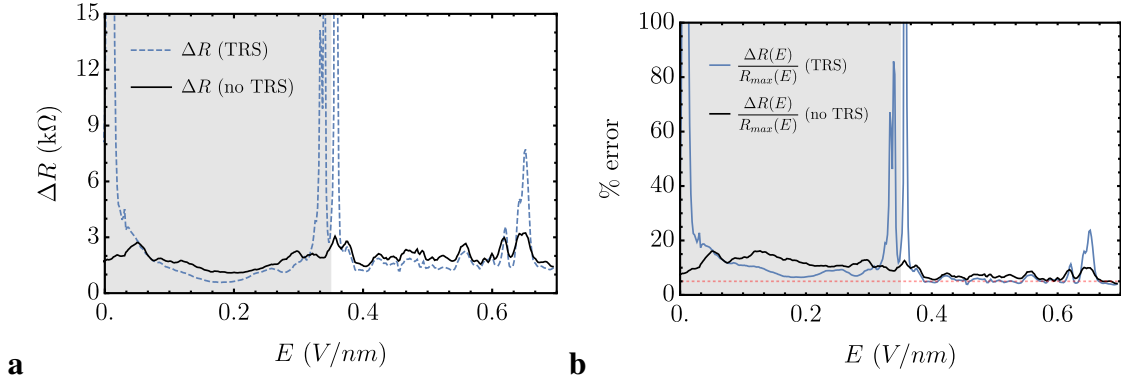 15
12
9
6
3
0
ΔR (kΩ)
ΔR (TRS)
ΔR (no TRS)
0.
0.2
0.4
0.6
E (V/nm)
a
100
80
60
40
20
0
% error
ΔR(E)/R_max(E) (TRS)
ΔR(E)/R_max(E) (no TRS)
0.
0.2
0.4
0.6
E (V/nm)
b